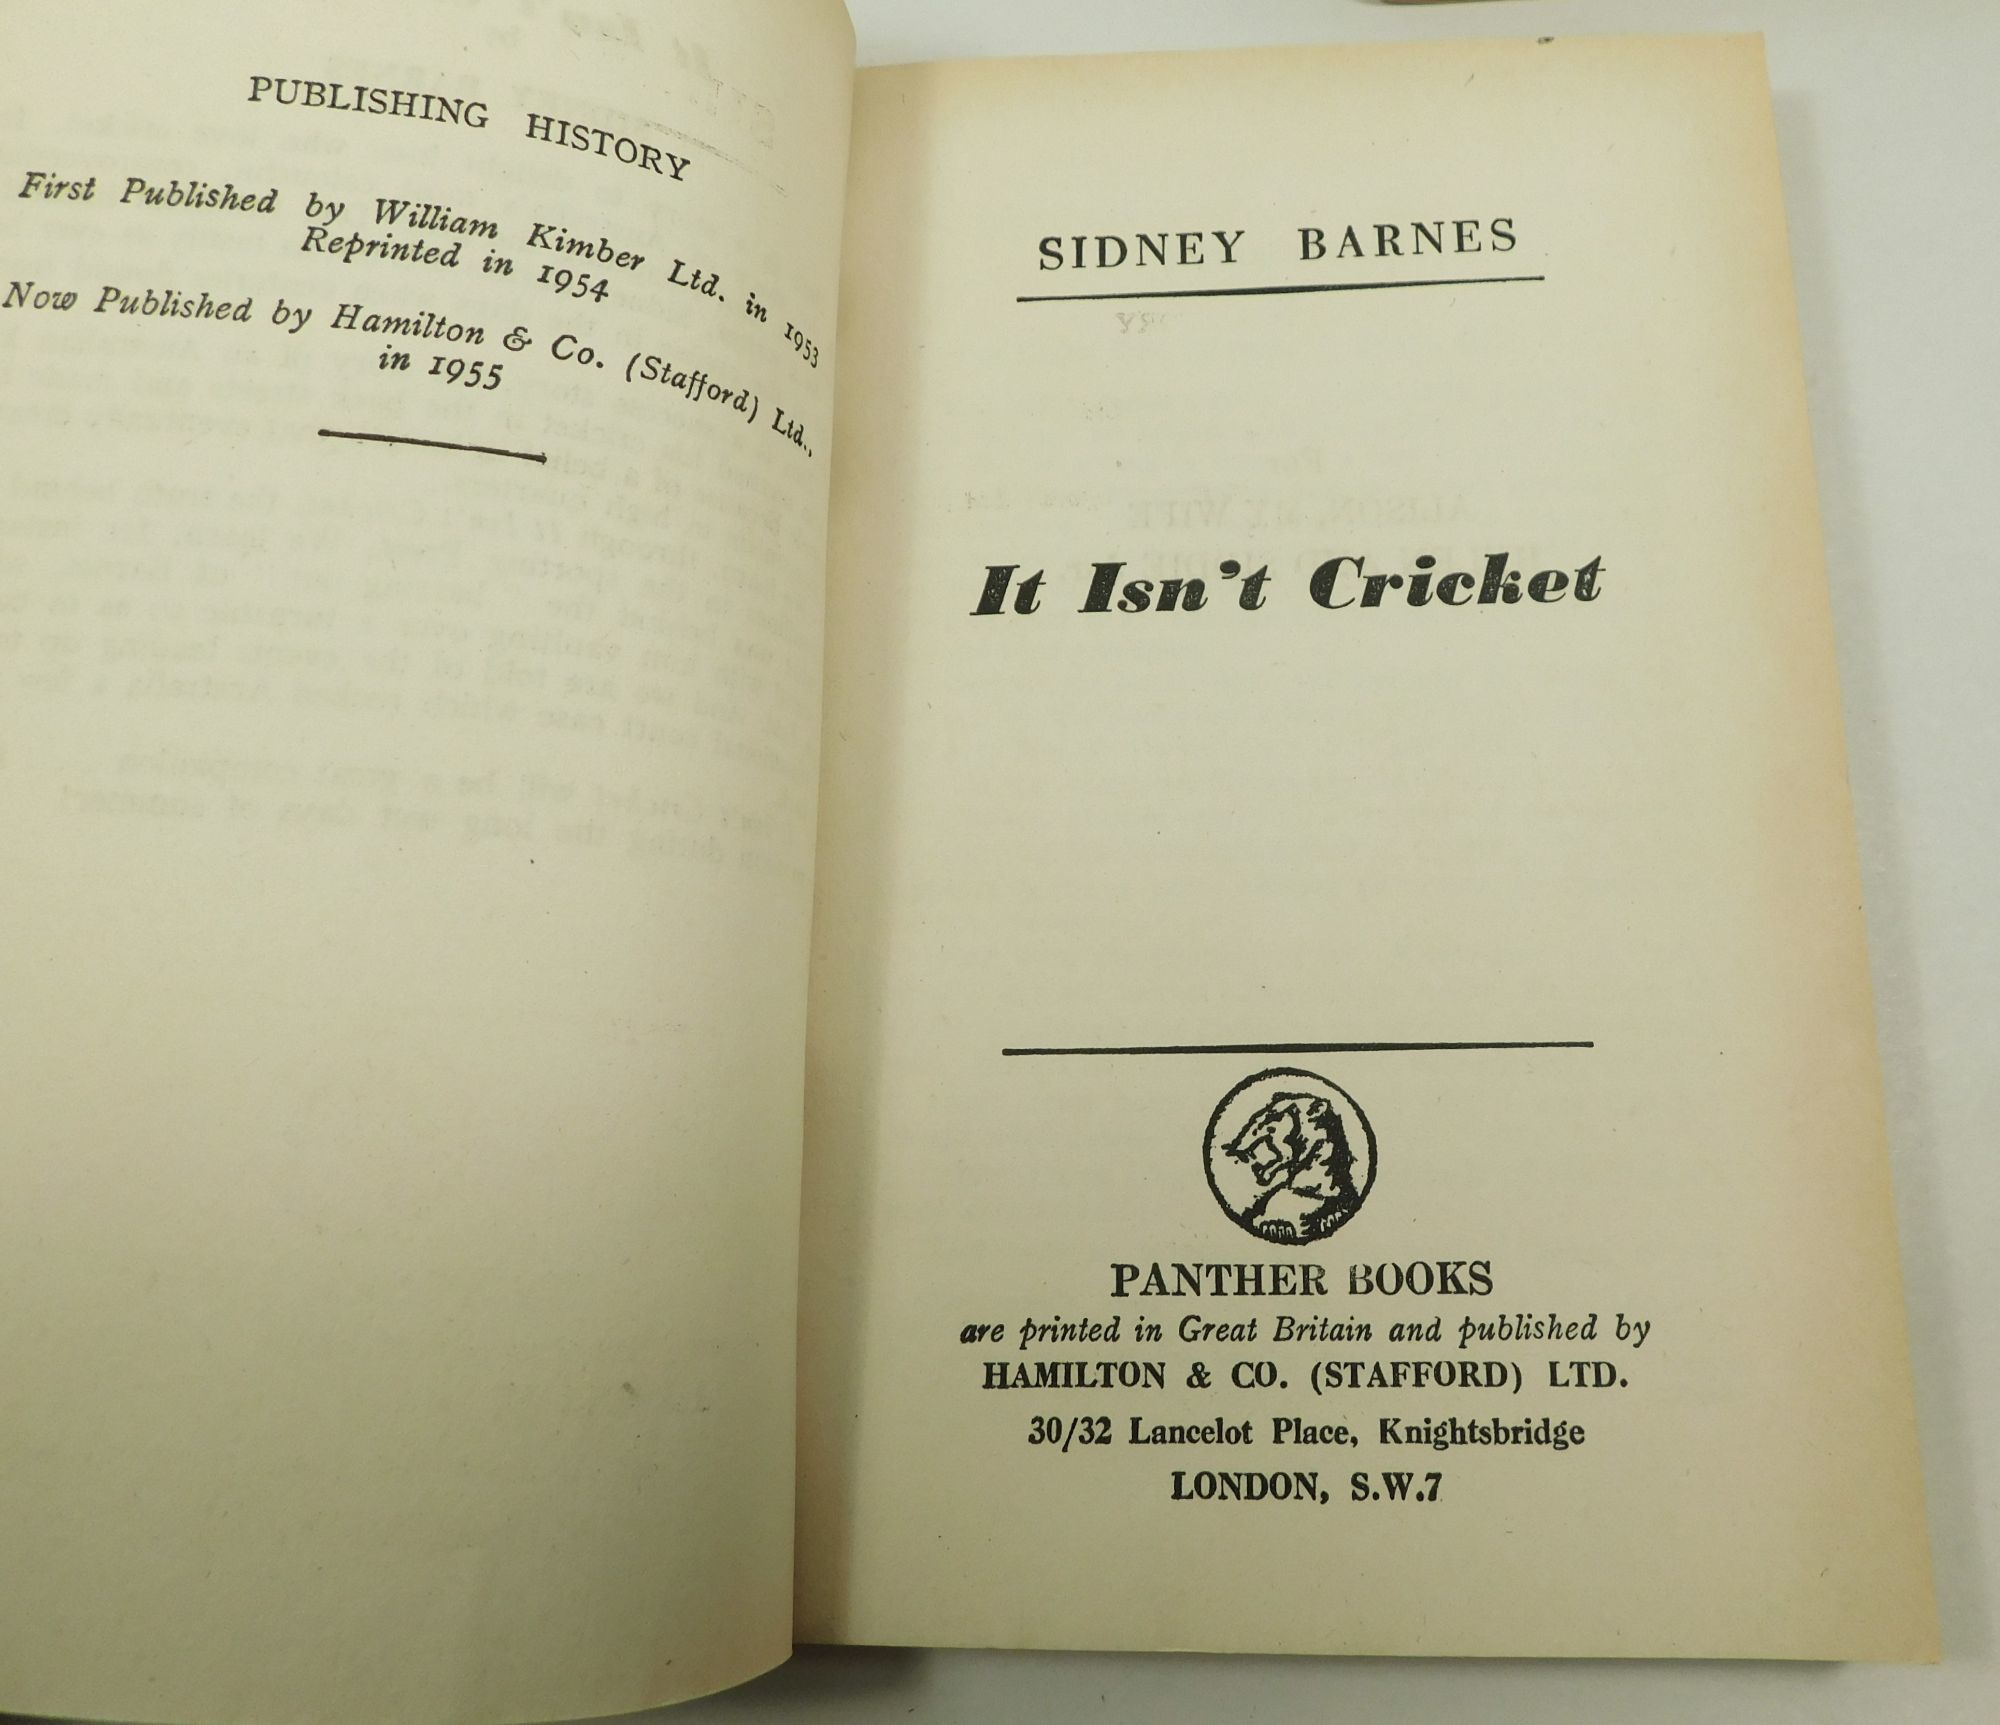 PUBLISHING HISTORY
First Published by William Kimber Ltd. in 1953
Reprinted in 1954
Now Published by Hamilton & Co. (Stafford) Ltd.,
in 1955
SIDNEY BARNES
It Isn't Cricket
PANTHER BOOKS
are printed in Great Britain and published by
HAMILTON & CO. (STAFFORD) LTD.
30/32 Lancelot Place, Knightsbridge
LONDON, S.W.7